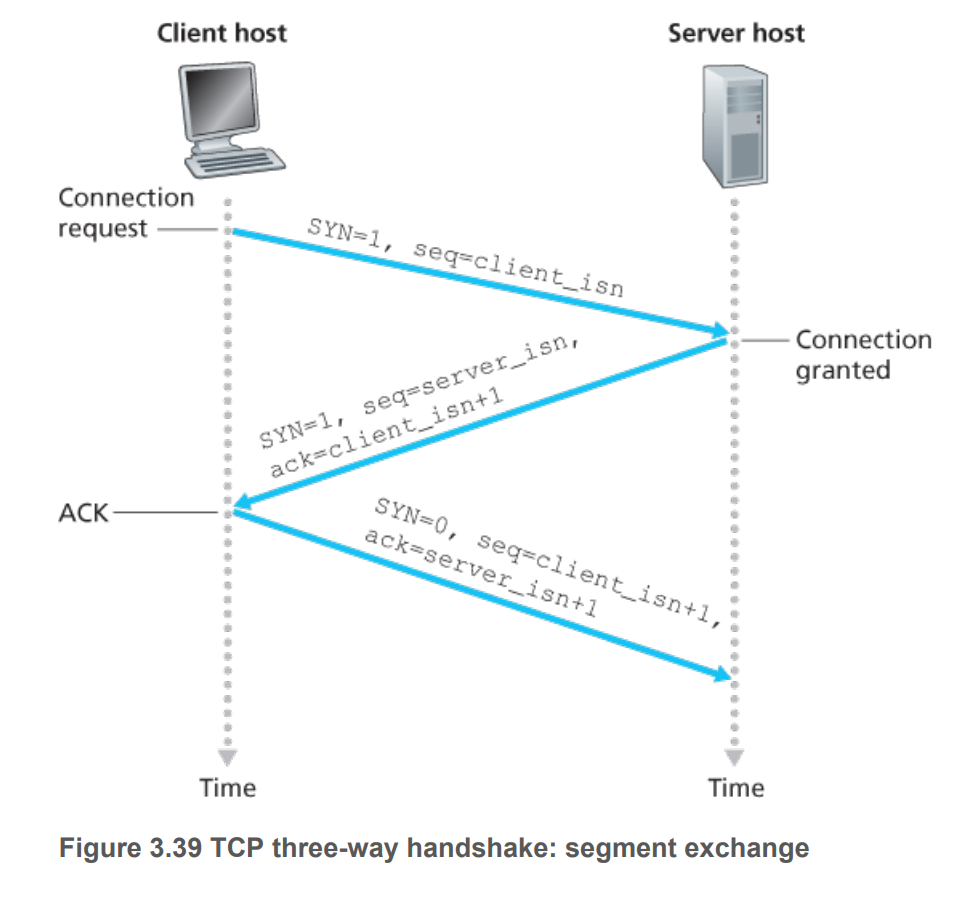 Client host
Server host
Connection
request
SYN=1, seq=client_isn
Connection
granted
SYN=1, seq=server_isn,
ack=client_isn+1
ACK
SYN=0, seq=client_isn+1,
ack=server_isn+1
Time
Time
Figure 3.39 TCP three-way handshake: segment exchange